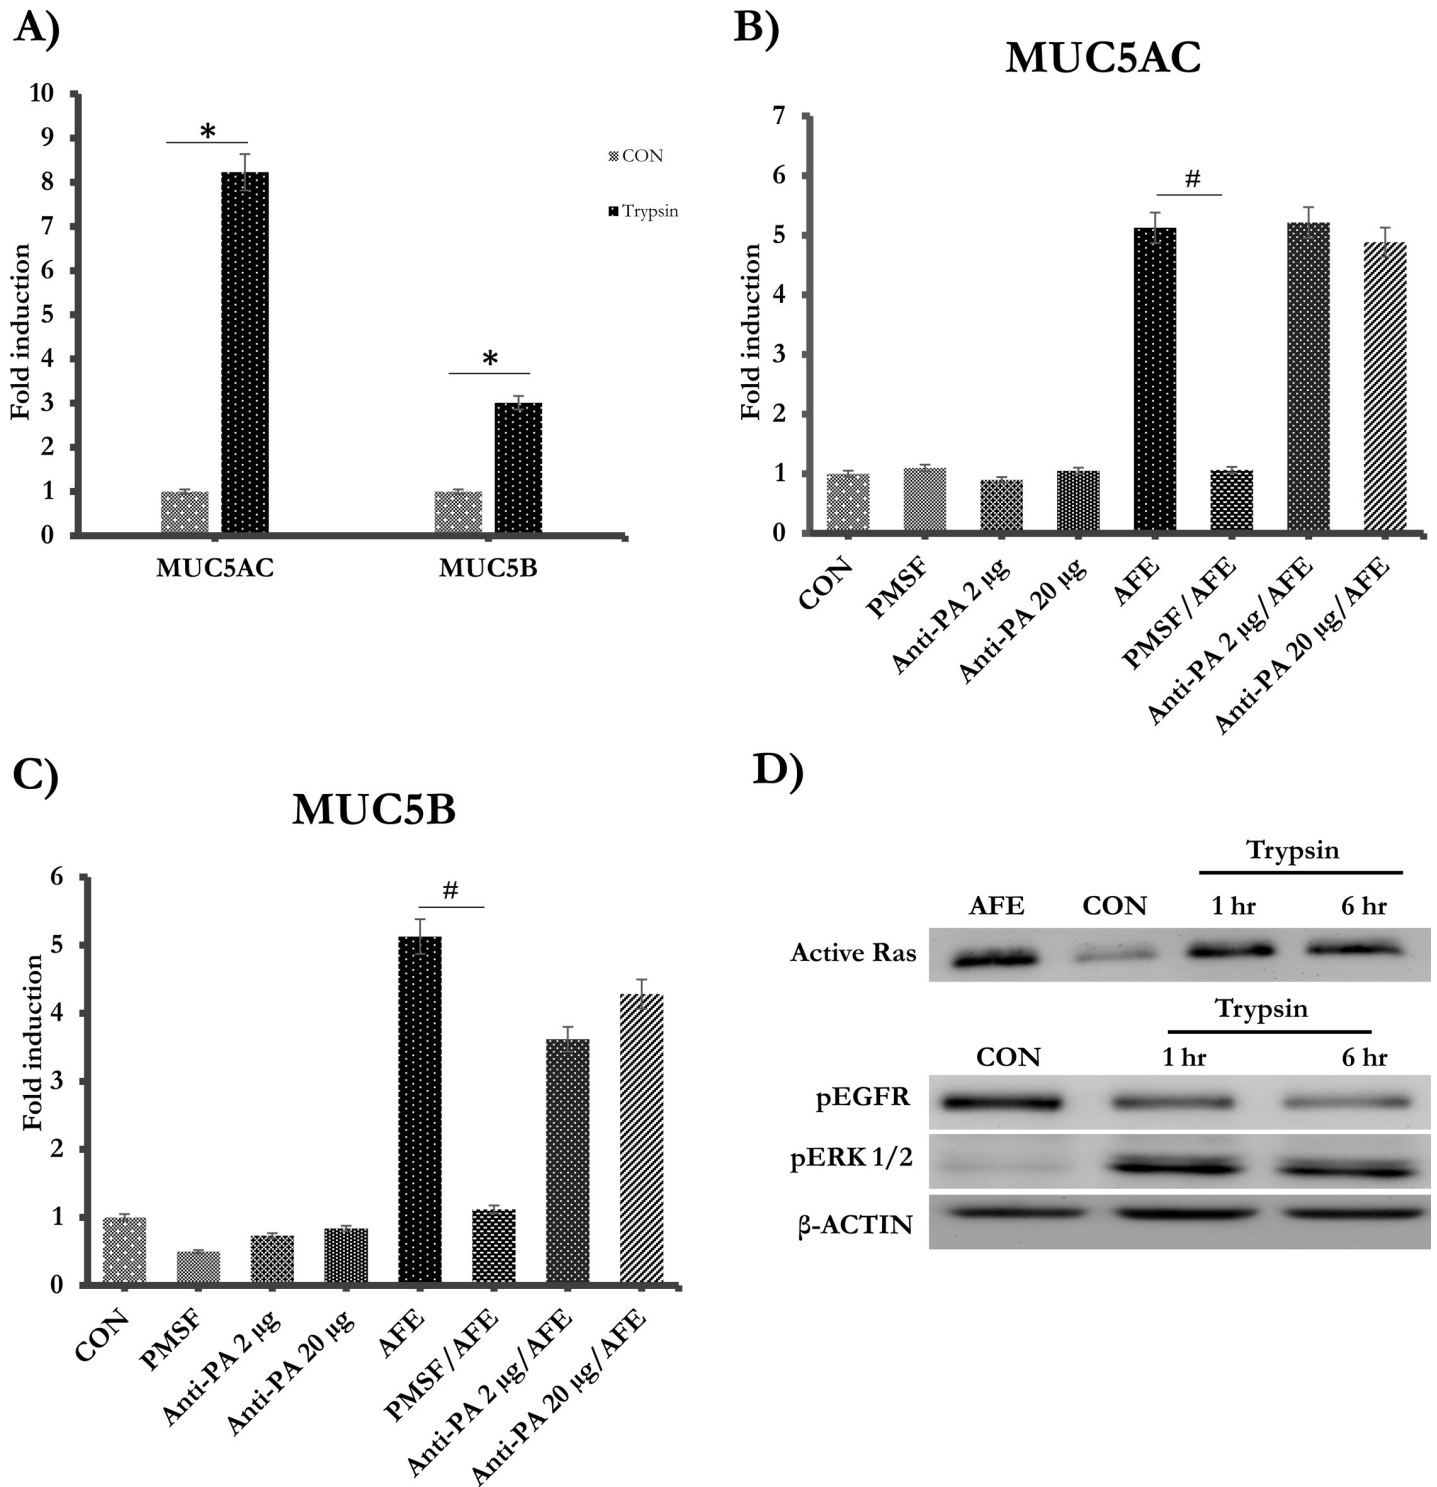 A)
10
9
8
7
6
5
4
3
2
1
0
Fold induction
*
*
CON
Trypsin
MUC5AC
MUC5B
B)
MUC5AC
7
6
5
4
3
2
1
0
Fold induction
#
CON
PMSF
Anti-PA 2 µg
Anti-PA 20 µg
AFE
PMSF/AFE
Anti-PA 2 µg/AFE
Anti-PA 20 µg/AFE
C)
MUC5B
6
5
4
3
2
1
0
Fold induction
#
CON
PMSF
Anti-PA 2 µg
Anti-PA 20 µg
AFE
PMSF/AFE
Anti-PA 2 µg/AFE
Anti-PA 20 µg/AFE
D)
Trypsin
AFE CON 1 hr 6 hr
Active Ras
Trypsin
CON 1 hr 6 hr
pEGFR
pERK 1/2
β-ACTIN